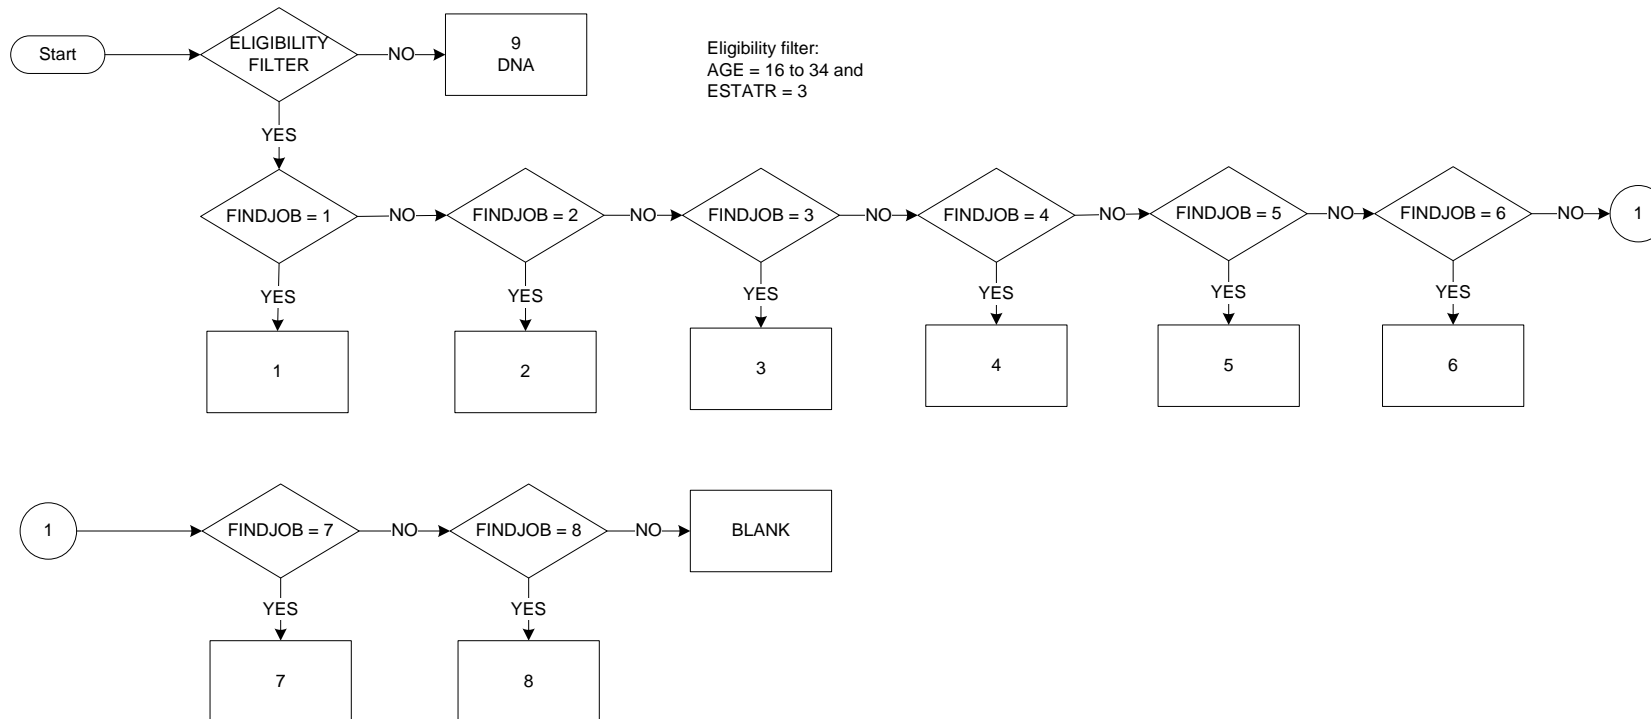 Start
ELIGIBILITY
FILTER
NO
9
DNA
Eligibility filter:
AGE = 16 to 34 and
ESTATR = 3
YES
FINDJOB = 1
NO
FINDJOB = 2
NO
FINDJOB = 3
NO
FINDJOB = 4
NO
FINDJOB = 5
NO
FINDJOB = 6
NO
1
YES
YES
YES
YES
YES
YES
1
2
3
4
5
6
1
FINDJOB = 7
NO
FINDJOB = 8
NO
BLANK
YES
YES
7
8